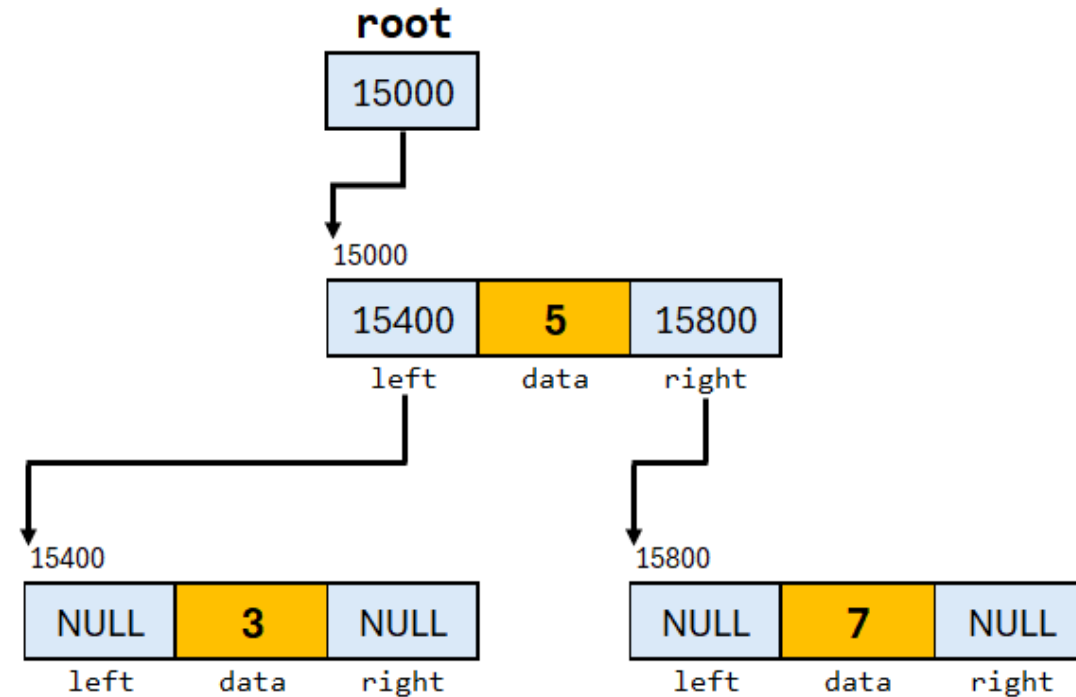 root
15000
15000
15400 5 15800
left data right
15400
NULL 3 NULL
left data right
15800
NULL 7 NULL
left data right